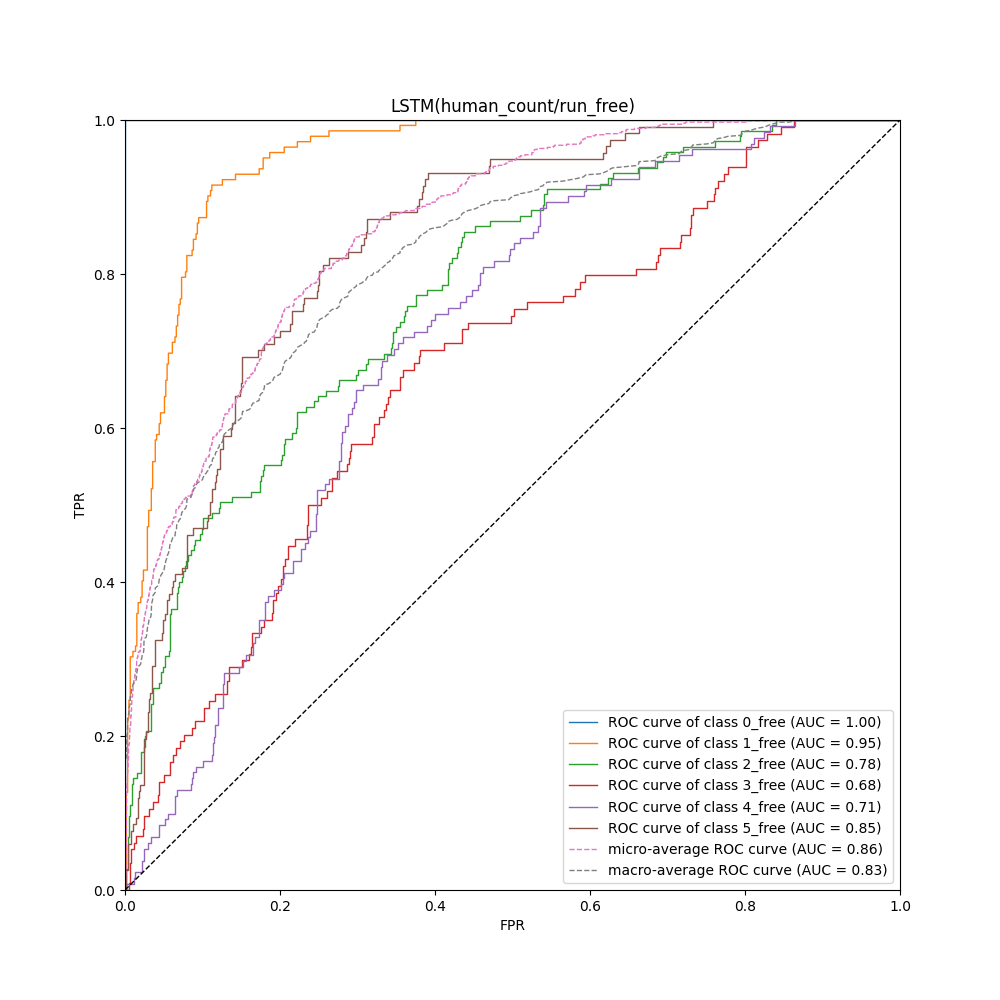 LSTM(human_count/run_free)
TPR
1.0
0.8
0.6
0.4
0.2
0.0
0.0 0.2 0.4 0.6 0.8 1.0
FPR
ROC curve of class 0_free (AUC = 1.00)
ROC curve of class 1_free (AUC = 0.95)
ROC curve of class 2_free (AUC = 0.78)
ROC curve of class 3_free (AUC = 0.68)
ROC curve of class 4_free (AUC = 0.71)
ROC curve of class 5_free (AUC = 0.85)
micro-average ROC curve (AUC = 0.86)
macro-average ROC curve (AUC = 0.83)